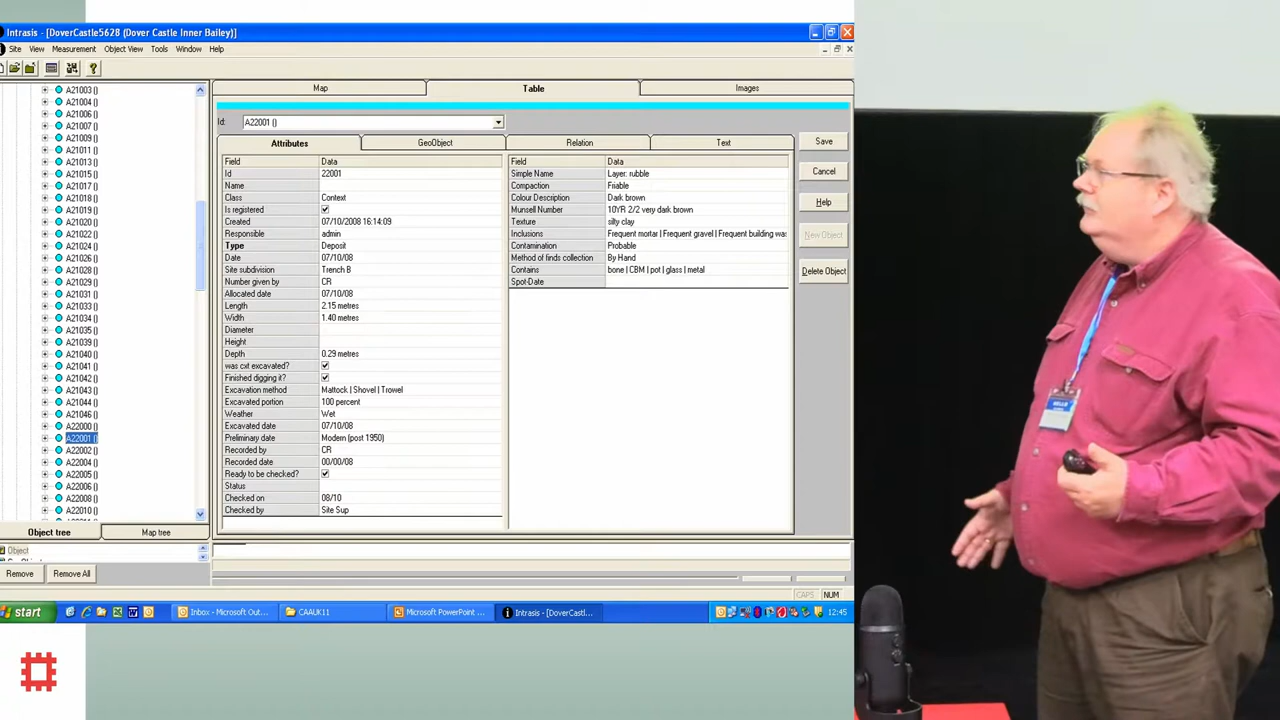 Intrasis - [DoverCastle5628 (Dover Castle Inner Bailey)]
Site View Measurement Object View Tools Window Help
A21003 ()
A21004 ()
A21006 ()
A21007 ()
A21009 ()
A21011 ()
A21013 ()
A21015 ()
A21017 ()
A21018 ()
A21019 ()
A21020 ()
A21022 ()
A21024 ()
A21026 ()
A21028 ()
A21029 ()
A21031 ()
A21033 ()
A21034 ()
A21035 ()
A21039 ()
A21040 ()
A21041 ()
A21042 ()
A21043 ()
A21044 ()
A21046 ()
A22000 ()
A22001 ()
A22002 ()
A22004 ()
A22005 ()
A22006 ()
A22008 ()
A22010 ()
Object tree Map tree
Object
Remove Remove All
Map Table Images
Id: A22001 ()
Attributes GeoObject Relation Text
Field Data
Id 22001
Name
Class Context
Is registered
Created 07/10/2008 16:14:09
Responsible admin
Type Deposit
Date 07/10/08
Site subdivision Trench B
Number given by CR
Allocated date 07/10/08
Length 2.15 metres
Width 1.40 metres
Diameter
Height
Depth 0.29 metres
was cxt excavated?
Finished digging it?
Excavation method Mattock | Shovel | Trowel
Excavated portion 100 percent
Weather Wet
Excavated date 07/10/08
Preliminary date Modern (post 1950)
Recorded by CR
Recorded date 00/00/08
Ready to be checked?
Status
Checked on 08/10
Checked by Site Sup
Field Data
Simple Name Layer: rubble
Compaction Friable
Colour Description Dark brown
Munsell Number 10YR 2/2 very dark brown
Texture silty clay
Inclusions Frequent mortar | Frequent gravel | Frequent building was
Contamination Probable
Method of finds collection By Hand
Contains bone | CBM | pot | glass | metal
Spot-Date
Save
Cancel
Help
New Object
Delete Object
CAPS NUM
start Inbox - Microsoft Out... CAAUK11 Microsoft PowerPoint ... Intrasis - [DoverCastl... 12:45
HELLO